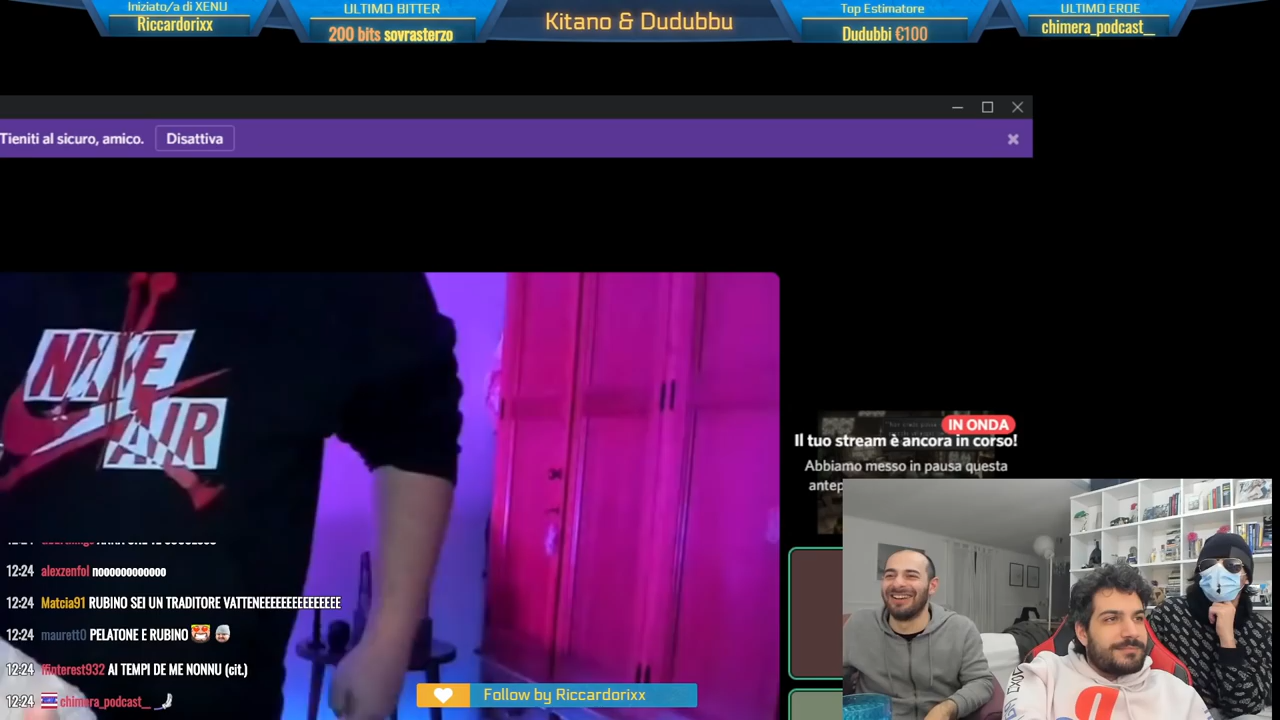 Iniziato/a di XENU
Riccardorixx
ULTIMO BITTER
200 bits sovrasterzo
Kitano & Dudubbu
Top Estimatore
Dudubbi €100
ULTIMO EROE
chimera_podcast__
Tieniti al sicuro, amico.
Disattiva
NIKE
AIR
IN ONDA
Il tuo stream è ancora in corso!
Abbiamo messo in pausa questa
12:24 alexzenfol noooooooooooo
12:24 Matcia91 RUBINO SEI UN TRADITORE VATTENEEEEEEEEEEEEEEE
12:24 maurett0 PELATONE E RUBINO
12:24 ffinterest932 AI TEMPI DE ME NONNU (cit.)
12:24 chimera_podcast__
Follow by Riccardorixx